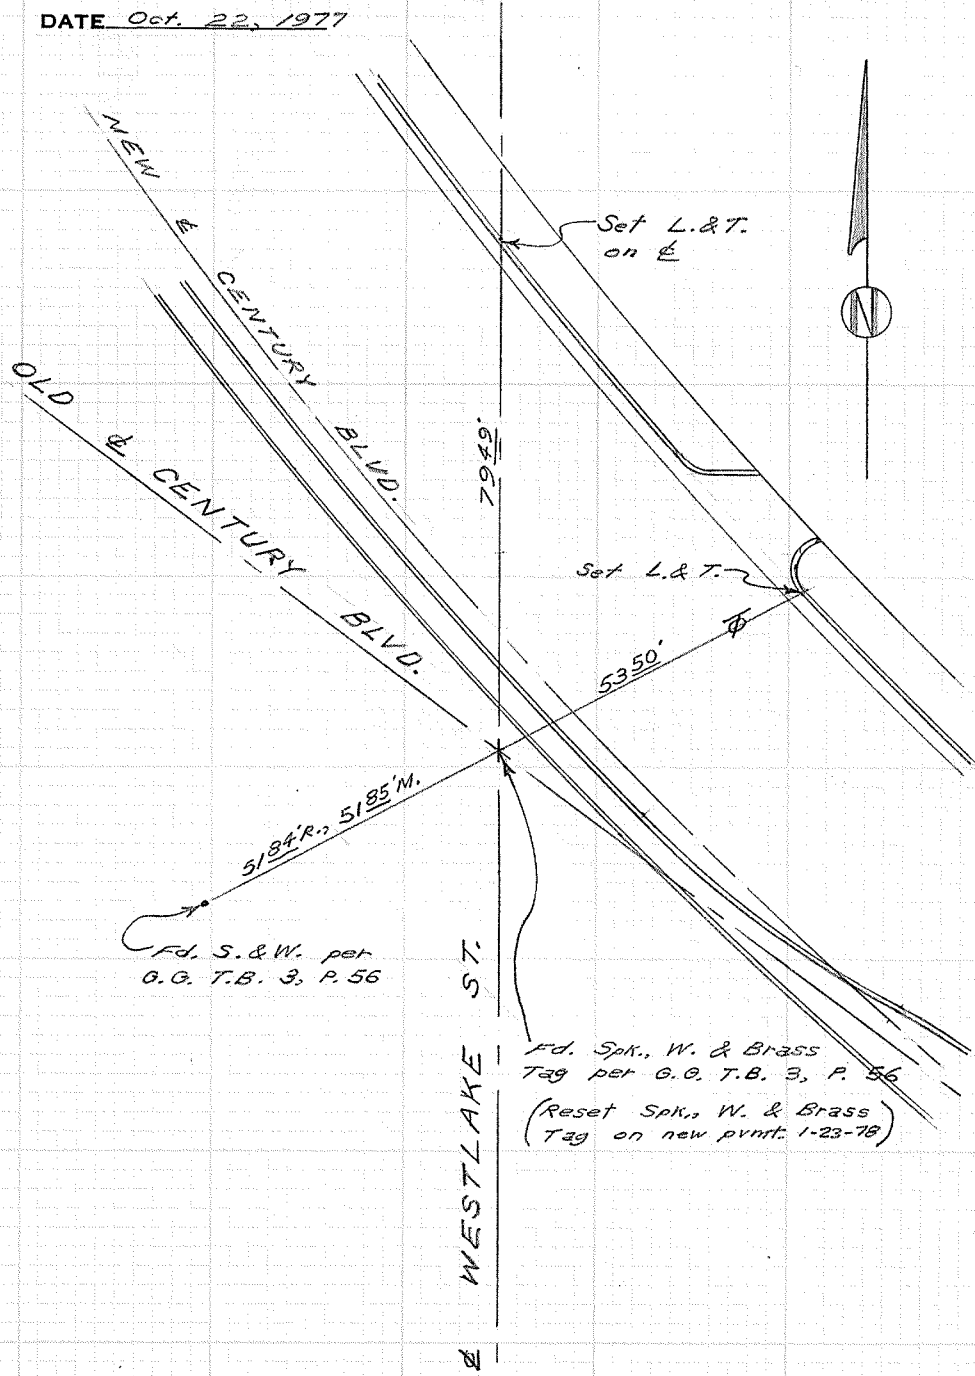 DATE Oct. 22, 1977
NEW ℄ CENTURY BLVD.
Set L.&T.
on ℄
N
OLD ℄ CENTURY BLVD.
79.49'
Set L.& T.
53.50'
51.84'R., 51.85'M.
Fd. S.& W. per
G.G. T.B. 3, P. 56
℄ WESTLAKE ST.
Fd. Spk., W. & Brass
Tag per G.G. T.B. 3, P. 56
(Reset Spk., W. & Brass
Tag on new pvmt. 1-23-78)